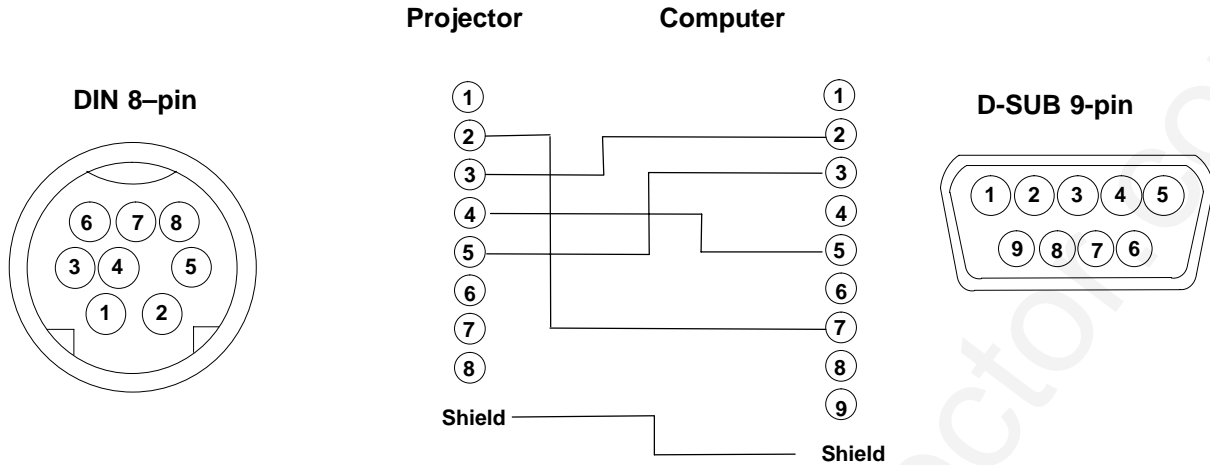 Projector Computer
DIN 8–pin
D-SUB 9-pin
1 1
2 2
3 3
4 4
5 5
6 6
7 7
8 8
9
Shield
Shield
6 7 8
3 4 5
1 2
1 2 3 4 5
9 8 7 6